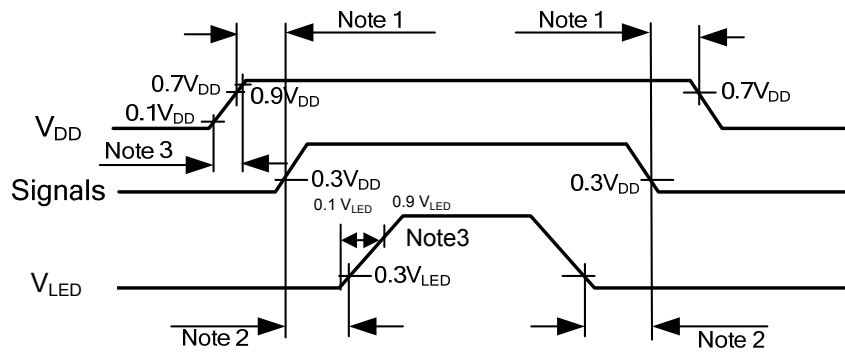 Note 1
Note 1
0.7VDD
0.9VDD
0.7VDD
0.1VDD
VDD
Note 3
Signals
0.3VDD
0.3VDD
0.1 VLED
0.9 VLED
Note3
0.3VLED
VLED
Note 2
Note 2